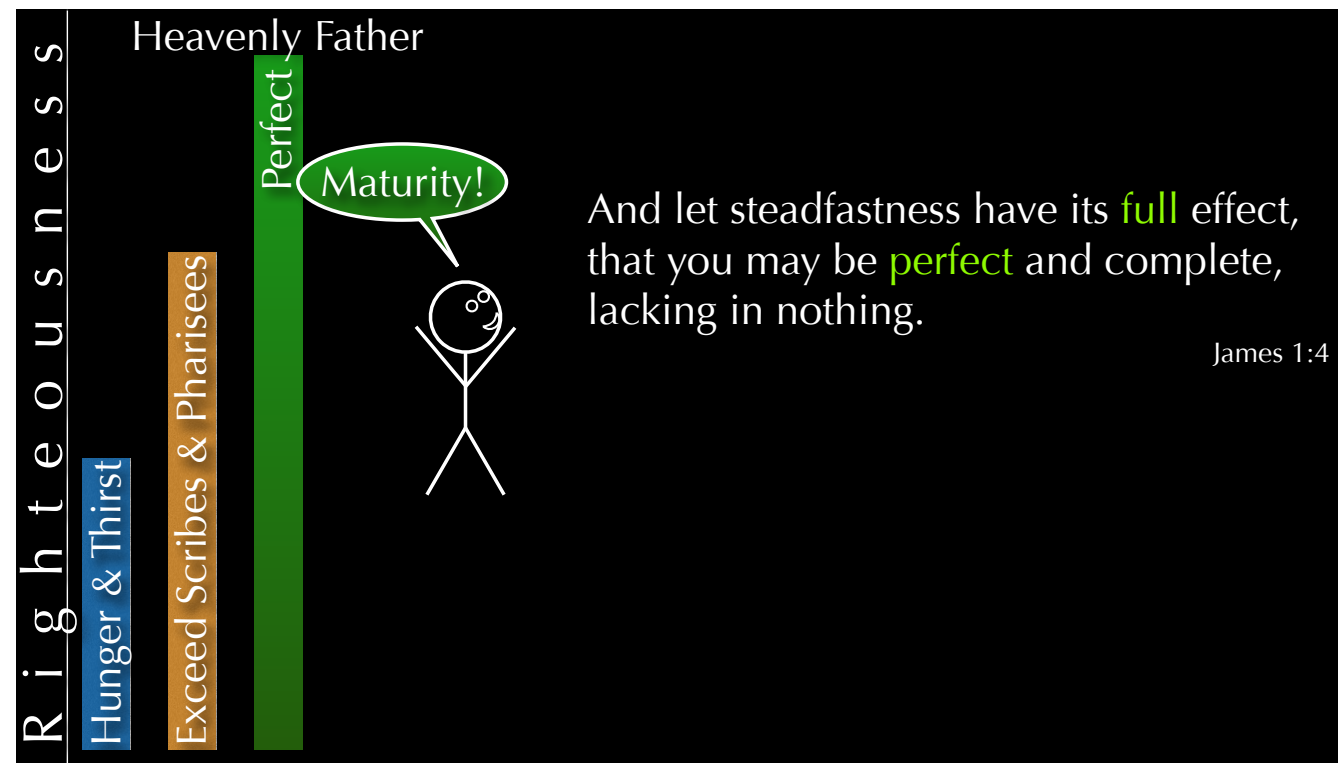 Righteousness
Heavenly Father
Hunger & Thirst
Exceed Scribes & Pharisees
Perfect
Maturity!
And let steadfastness have its full effect,
that you may be perfect and complete,
lacking in nothing.
James 1:4